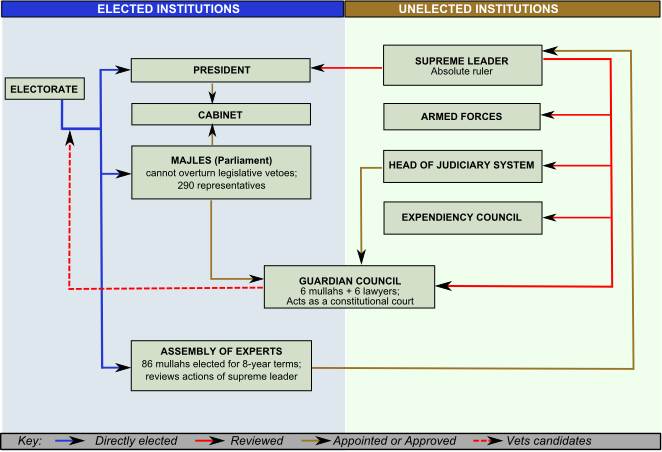 ELECTED INSTITUTIONS
UNELECTED INSTITUTIONS
ELECTORATE
PRESIDENT
CABINET
MAJLES (Parliament)
cannot overturn legislative vetoes;
290 representatives
SUPREME LEADER
Absolute ruler
ARMED FORCES
HEAD OF JUDICIARY SYSTEM
EXPENDIENCY COUNCIL
GUARDIAN COUNCIL
6 mullahs + 6 lawyers;
Acts as a constitutional court
ASSEMBLY OF EXPERTS
86 mullahs elected for 8-year terms;
reviews actions of supreme leader
Key: Directly elected Reviewed Appointed or Approved Vets candidates